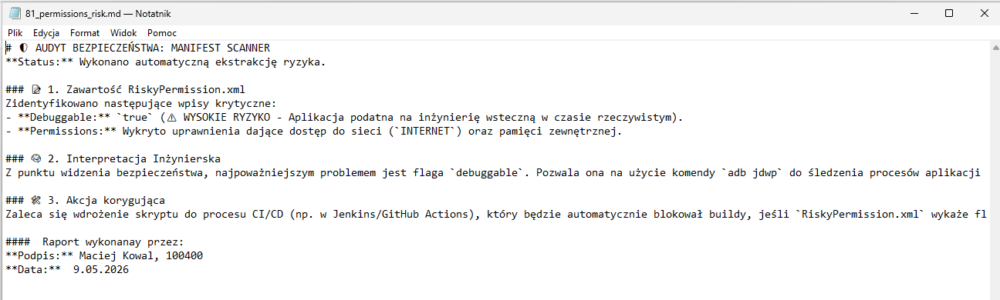 81_permissions_risk.md — Notatnik
Plik Edycja Format Widok Pomoc
# 🌓 AUDYT BEZPIECZEŃSTWA: MANIFEST SCANNER
**Status:** Wykonano automatyczną ekstrakcję ryzyka.
### 📝 1. Zawartość RiskyPermission.xml
Zidentyfikowano następujące wpisy krytyczne:
- **Debuggable:** `true` (⚠️ WYSOKIE RYZYKO - Aplikacja podatna na inżynierię wsteczną w czasie rzeczywistym).
- **Permissions:** Wykryto uprawnienia dające dostęp do sieci (`INTERNET`) oraz pamięci zewnętrznej.
### 🧠 2. Interpretacja Inżynierska
Z punktu widzenia bezpieczeństwa, najpoważniejszym problemem jest flaga `debuggable`. Pozwala ona na użycie komendy `adb jdwp` do śledzenia procesów aplikacji
### 🛠️ 3. Akcja korygująca
Zaleca się wdrożenie skryptu do procesu CI/CD (np. w Jenkins/GitHub Actions), który będzie automatycznie blokował buildy, jeśli `RiskyPermission.xml` wykaże fl
####  Raport wykonanay przez:
**Podpis:** Maciej Kowal, 100400
**Data:**  9.05.2026